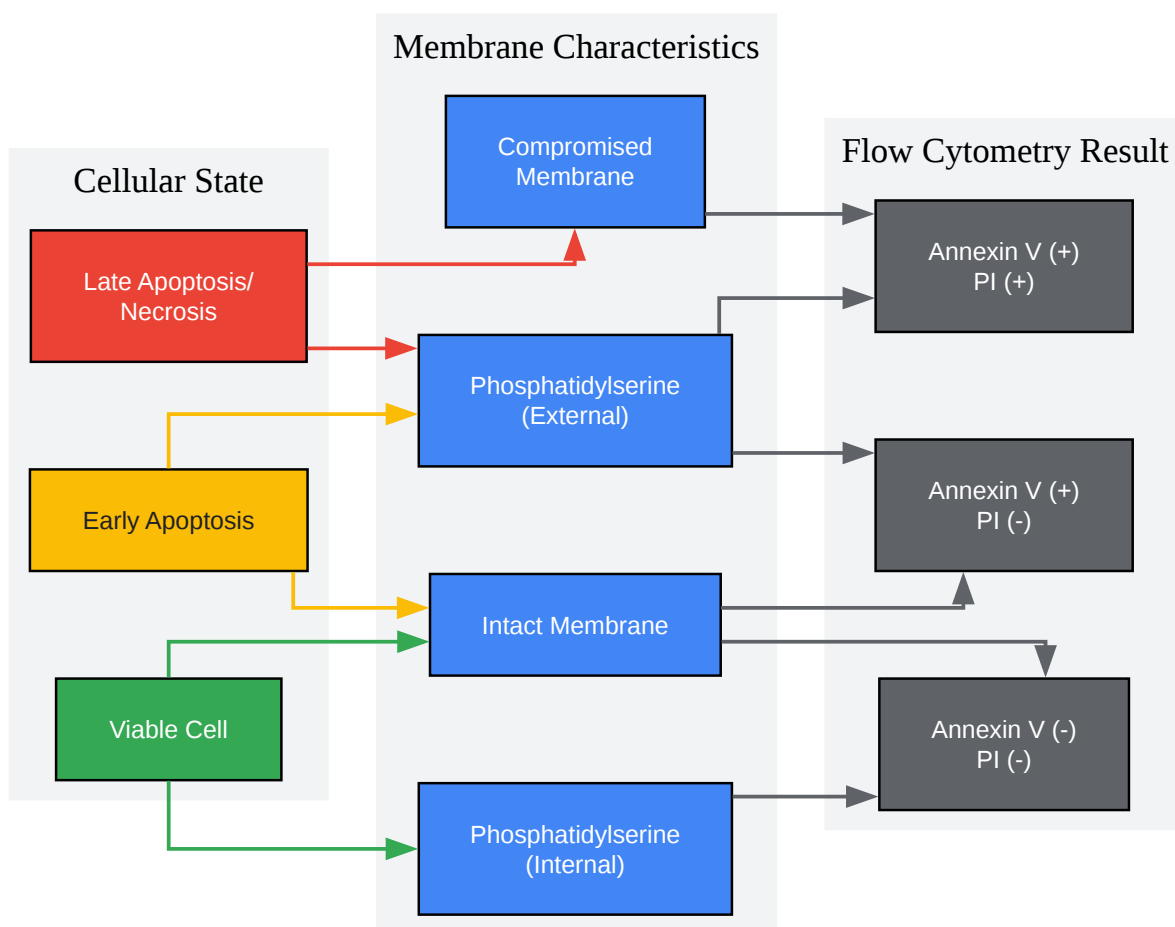 Membrane Characteristics
Cellular State
Flow Cytometry Result
Compromised
Membrane
Late Apoptosis/
Necrosis
Annexin V (+)
PI (+)
Phosphatidylserine
(External)
Early Apoptosis
Annexin V (+)
PI (-)
Intact Membrane
Viable Cell
Annexin V (-)
PI (-)
Phosphatidylserine
(Internal)